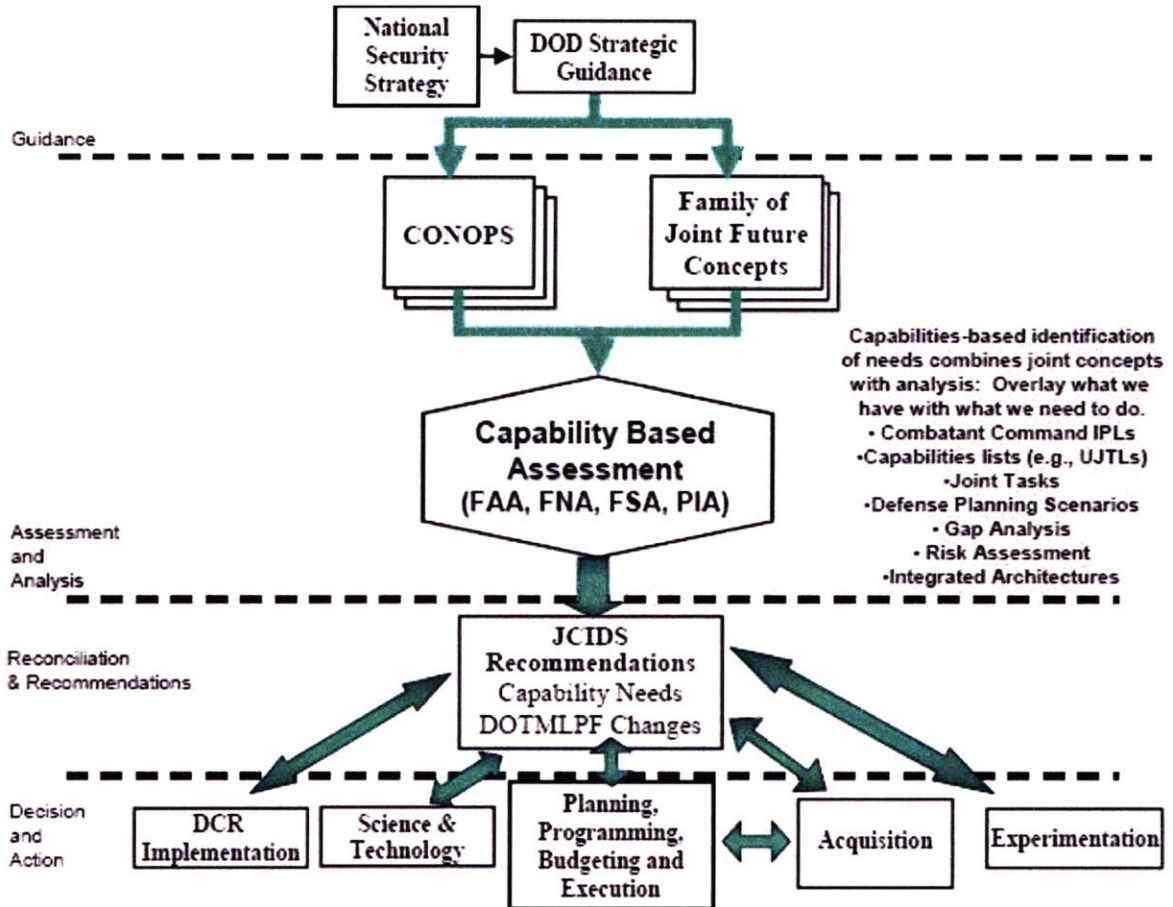 National
Security
Strategy
DOD Strategic
Guidance
Guidance
CONOPS
Family of
Joint Future
Concepts
Capabilities-based identification
of needs combines joint concepts
with analysis: Overlay what we
have with what we need to do.
• Combatant Command IPLs
•Capabilities lists (e.g., UJTLs)
•Joint Tasks
•Defense Planning Scenarios
• Gap Analysis
• Risk Assessment
•Integrated Architectures
Capability Based
Assessment
(FAA, FNA, FSA, PIA)
Assessment
and
Analysis
JCIDS
Recommendations
Capability Needs
DOTMLPF Changes
Reconciliation
& Recommendations
Decision
and
Action
DCR
Implementation
Science &
Technology
Planning,
Programming,
Budgeting and
Execution
Acquisition
Experimentation